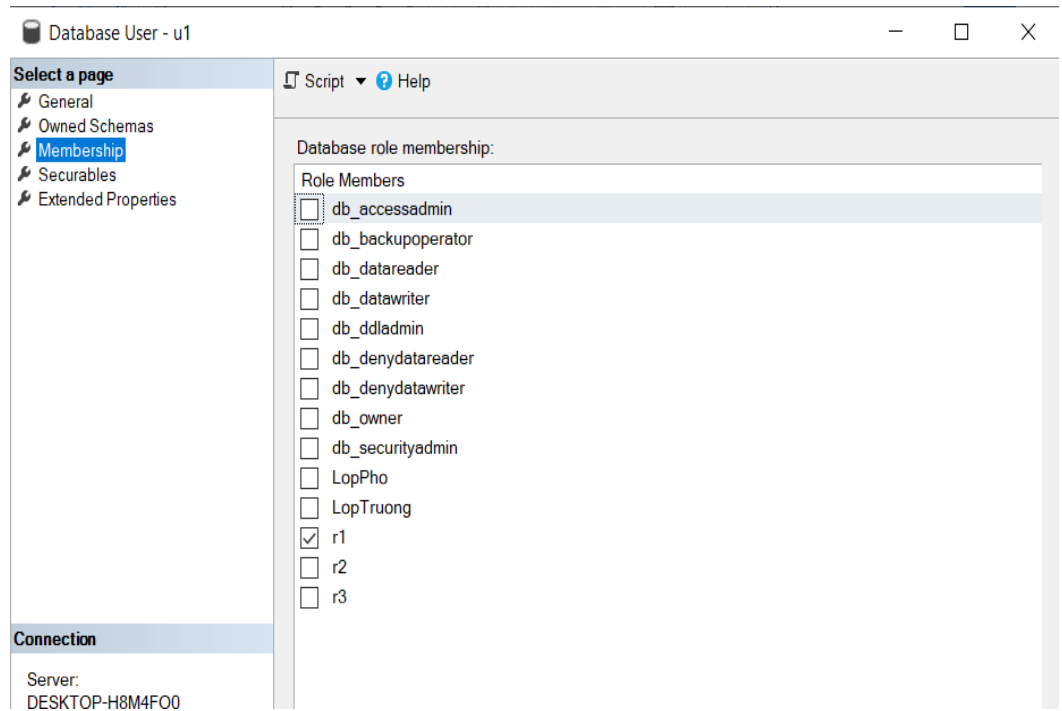 Database User - u1
Select a page
General
Owned Schemas
Membership
Securables
Extended Properties
Connection
Server:
DESKTOP-H8M4FO0
Script
Help
Database role membership:
Role Members
db_accessadmin
db_backupoperator
db_datareader
db_datawriter
db_ddladmin
db_denydatareader
db_denydatawriter
db_owner
db_securityadmin
LopPho
LopTruong
r1
r2
r3